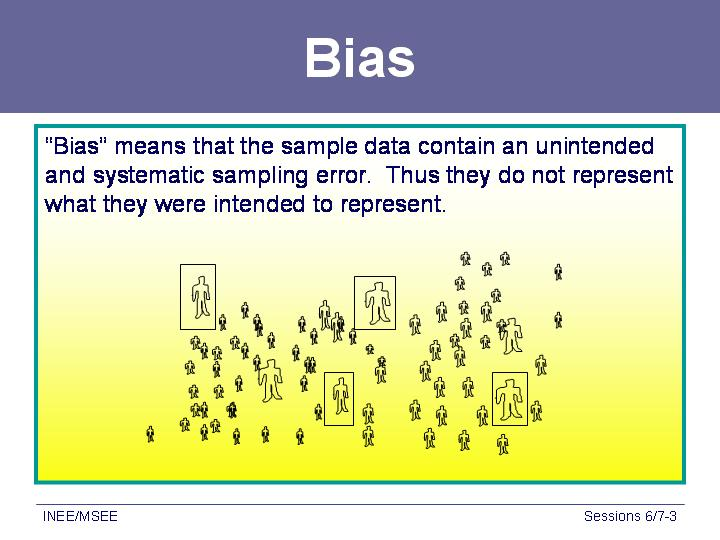 Bias
"Bias" means that the sample data contain an unintended
and systematic sampling error.  Thus they do not represent
what they were intended to represent.
INEE/MSEE
Sessions 6/7-3